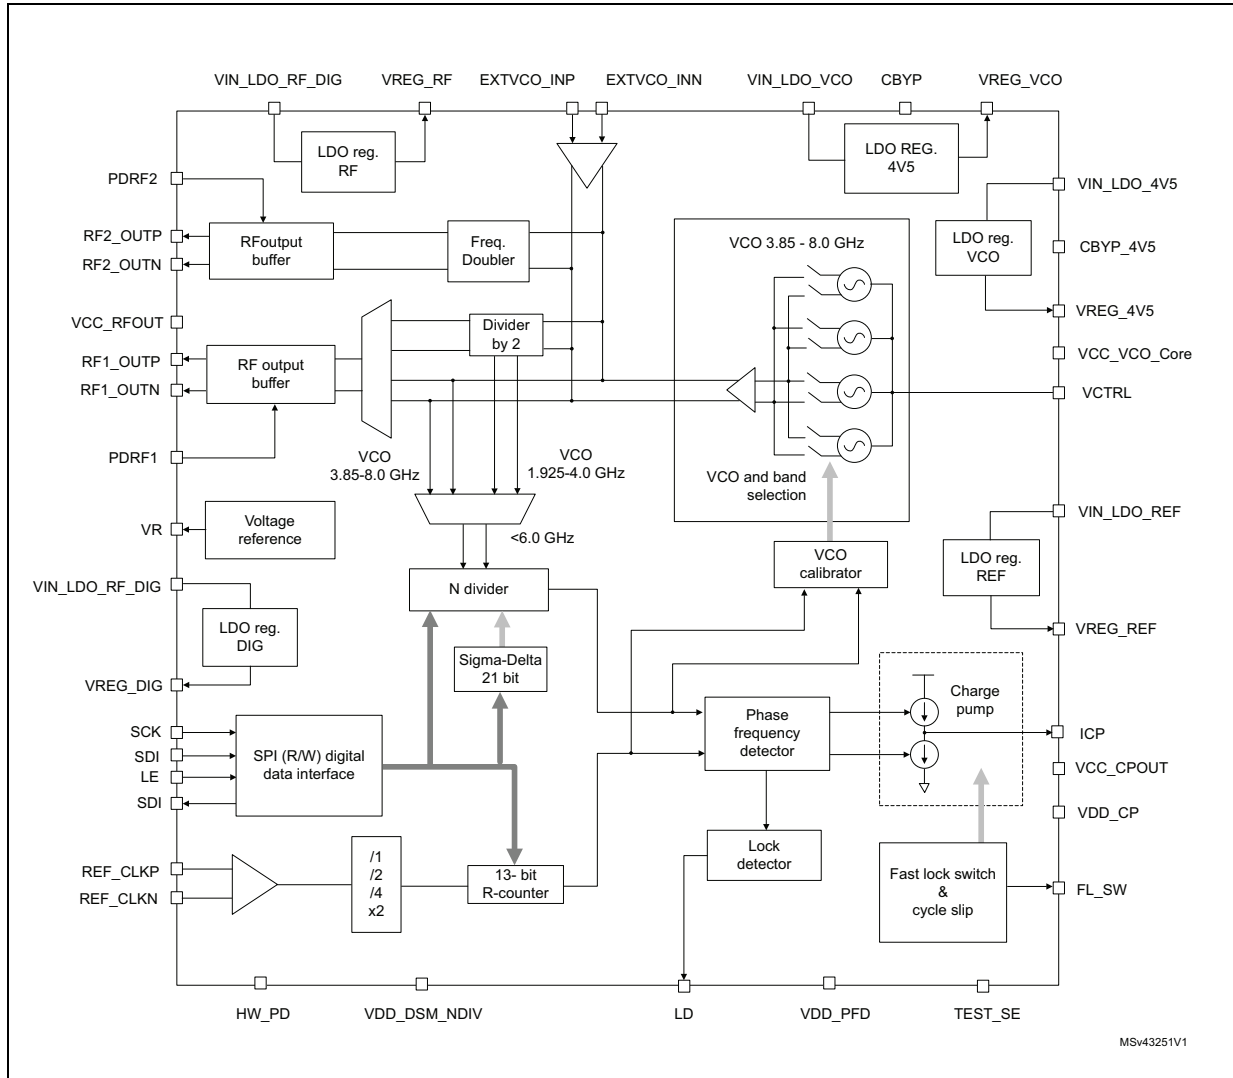 VIN_LDO_RF_DIG
VREG_RF
EXTVCO_INP
EXTVCO_INN
VIN_LDO_VCO
CBYP
VREG_VCO
LDO reg.
RF
LDO REG.
4V5
PDRF2
VIN_LDO_4V5
RF2_OUTP
RF2_OUTN
RFoutput
buffer
Freq.
Doubler
VCO 3.85 - 8.0 GHz
LDO reg.
VCO
CBYP_4V5
VCC_RFOUT
VREG_4V5
Divider
by 2
RF1_OUTP
RF1_OUTN
RF output
buffer
VCC_VCO_Core
VCTRL
PDRF1
VCO
3.85-8.0 GHz
VCO
1.925-4.0 GHz
VCO and band
selection
VR
Voltage
reference
<6.0 GHz
VIN_LDO_REF
VCO
calibrator
LDO reg.
REF
VIN_LDO_RF_DIG
N divider
LDO reg.
DIG
VREG_REF
Sigma-Delta
21 bit
VREG_DIG
Charge
pump
SCK
SDI
LE
SDI
SPI (R/W) digital
data interface
Phase
frequency
detector
ICP
VCC_CPOUT
VDD_CP
Lock
detector
REF_CLKP
REF_CLKN
/1
/2
/4
x2
13- bit
R-counter
Fast lock switch
&
cycle slip
FL_SW
HW_PD
VDD_DSM_NDIV
LD
VDD_PFD
TEST_SE
MSv43251V1